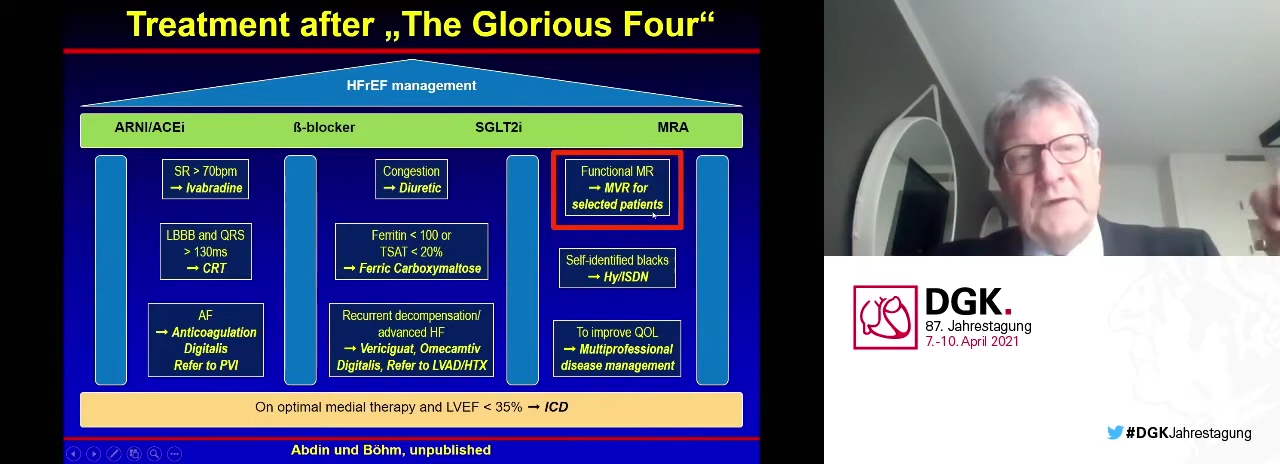 Treatment after „The Glorious Four“
HFrEF management
ARNI/ACEi
ß-blocker
SGLT2i
MRA
SR > 70bpm
→ Ivabradine
LBBB and QRS
> 130ms
→ CRT
AF
→ Anticoagulation
Digitalis
Refer to PVI
Congestion
→ Diuretic
Ferritin < 100 or
TSAT < 20%
→ Ferric Carboxymaltose
Recurrent decompensation/
advanced HF
→ Vericiguat, Omecamtiv
Digitalis, Refer to LVAD/HTX
Functional MR
→ MVR for
selected patients
Self-identified blacks
→ Hy/ISDN
To improve QOL
→ Multiprofessional
disease management
On optimal medial therapy and LVEF < 35% → ICD
Abdin und Böhm, unpublished
DGK.
87. Jahrestagung
7.-10. April 2021
#DGKJahrestagung